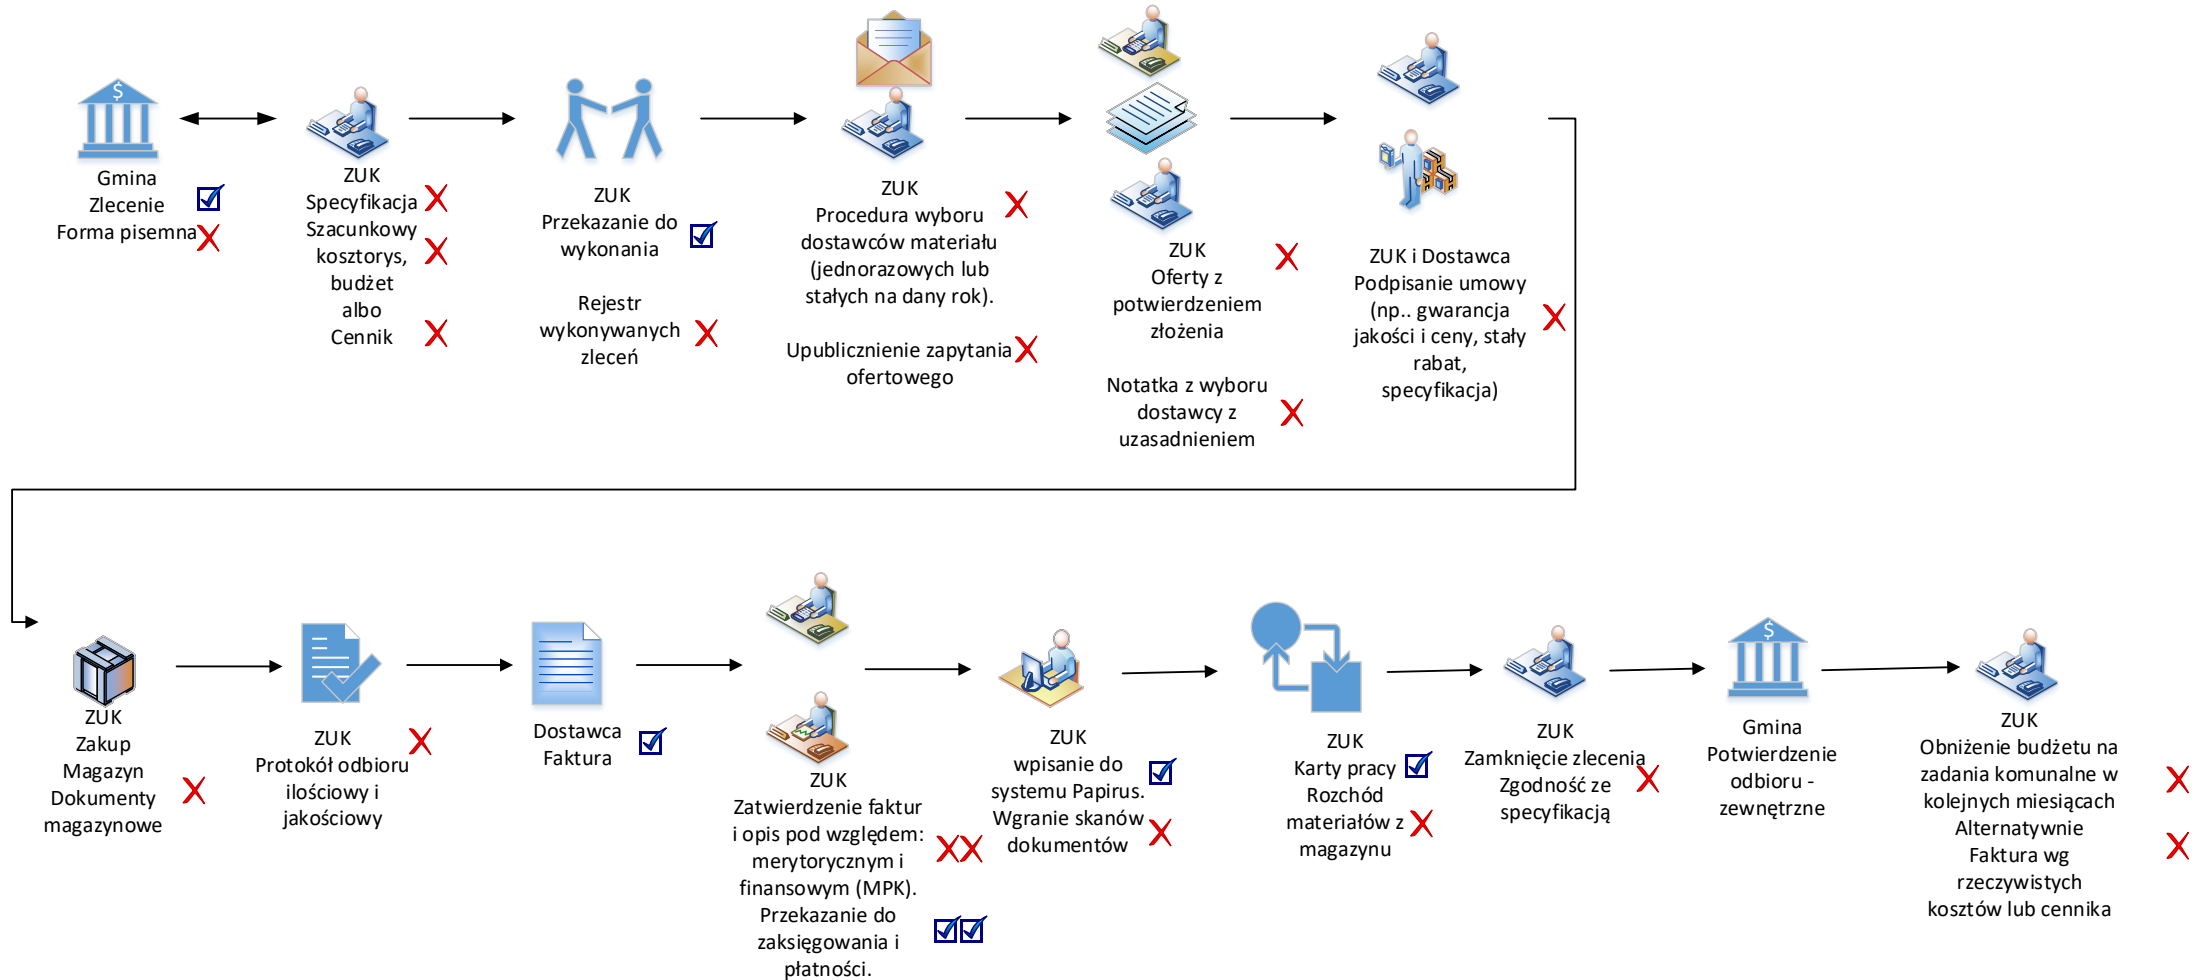 Gmina
Zlecenie
Forma pisemna
ZUK
Specyfikacja
Szacunkowy
kosztorys,
budżet
albo
Cennik
ZUK
Przekazanie do
wykonania
Rejestr
wykonywanych
zleceń
ZUK
Procedura wyboru
dostawców materiału
(jednorazowych lub
stałych na dany rok).
Upublicznienie zapytania
ofertowego
ZUK
Oferty z
potwierdzeniem
złożenia
Notatka z wyboru
dostawcy z
uzasadnieniem
ZUK i Dostawca
Podpisanie umowy
(np.. gwarancja
jakości i ceny, stały
rabat,
specyfikacja)
ZUK
Zakup
Magazyn
Dokumenty
magazynowe
ZUK
Protokół odbioru
ilościowy i
jakościowy
Dostawca
Faktura
ZUK
Zatwierdzenie faktur
i opis pod względem:
merytorycznym i
finansowym (MPK).
Przekazanie do
zaksięgowania i
płatności.
ZUK
wpisanie do
systemu Papirus.
Wgranie skanów
dokumentów
ZUK
Karty pracy
Rozchód
materiałów z
magazynu
ZUK
Zamknięcie zlecenia
Zgodność ze
specyfikacją
Gmina
Potwierdzenie
odbioru -
zewnętrzne
ZUK
Obniżenie budżetu na
zadania komunalne w
kolejnych miesiącach
Alternatywnie
Faktura wg
rzeczywistych
kosztów lub cennika